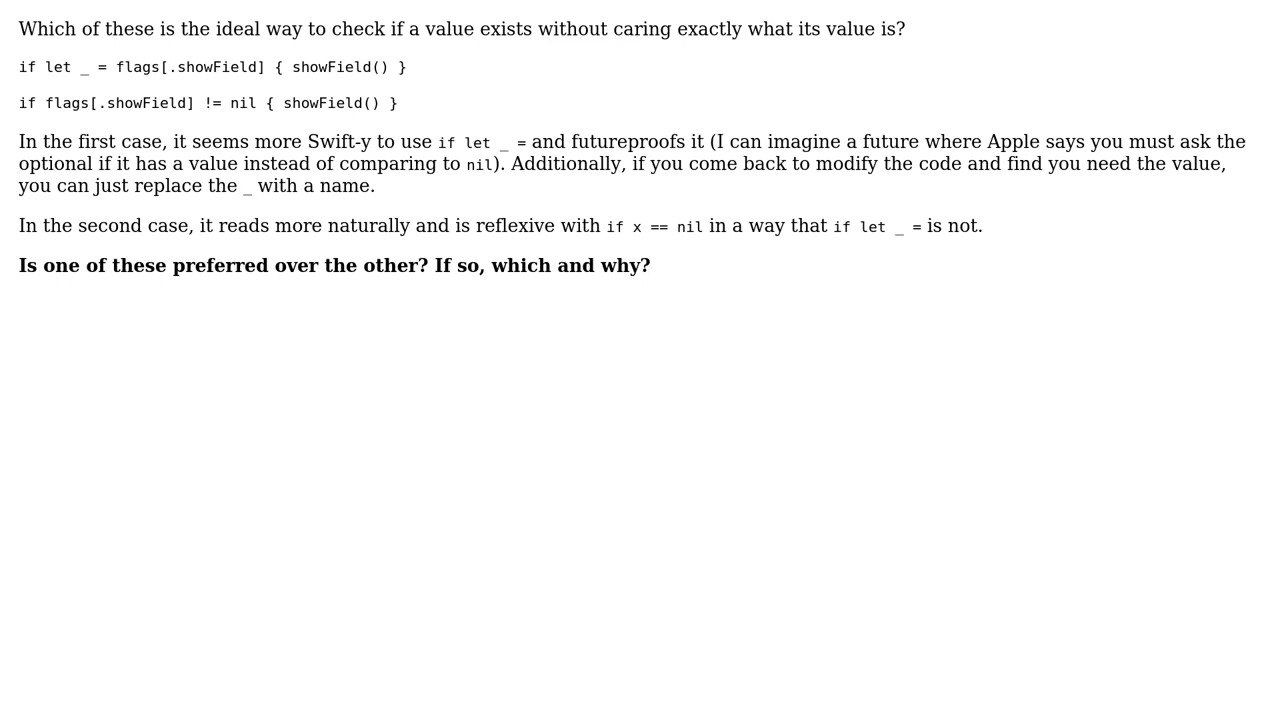 Which of these is the ideal way to check if a value exists without caring exactly what its value is?
if let _ = flags[.showField] { showField() }
if flags[.showField] != nil { showField() }
In the first case, it seems more Swift-y to use if let _ = and futureproofs it (I can imagine a future where Apple says you must ask the
optional if it has a value instead of comparing to nil). Additionally, if you come back to modify the code and find you need the value,
you can just replace the _ with a name.
In the second case, it reads more naturally and is reflexive with if x == nil in a way that if let _ = is not.
Is one of these preferred over the other? If so, which and why?